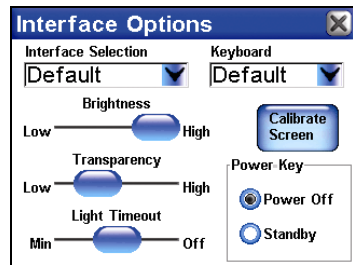 Interface Options
Interface Selection
Keyboard
Default
Default
Brightness
Low
High
Calibrate
Screen
Transparency
Low
High
Power Key
Power Off
Light Timeout
Min
Off
Standby